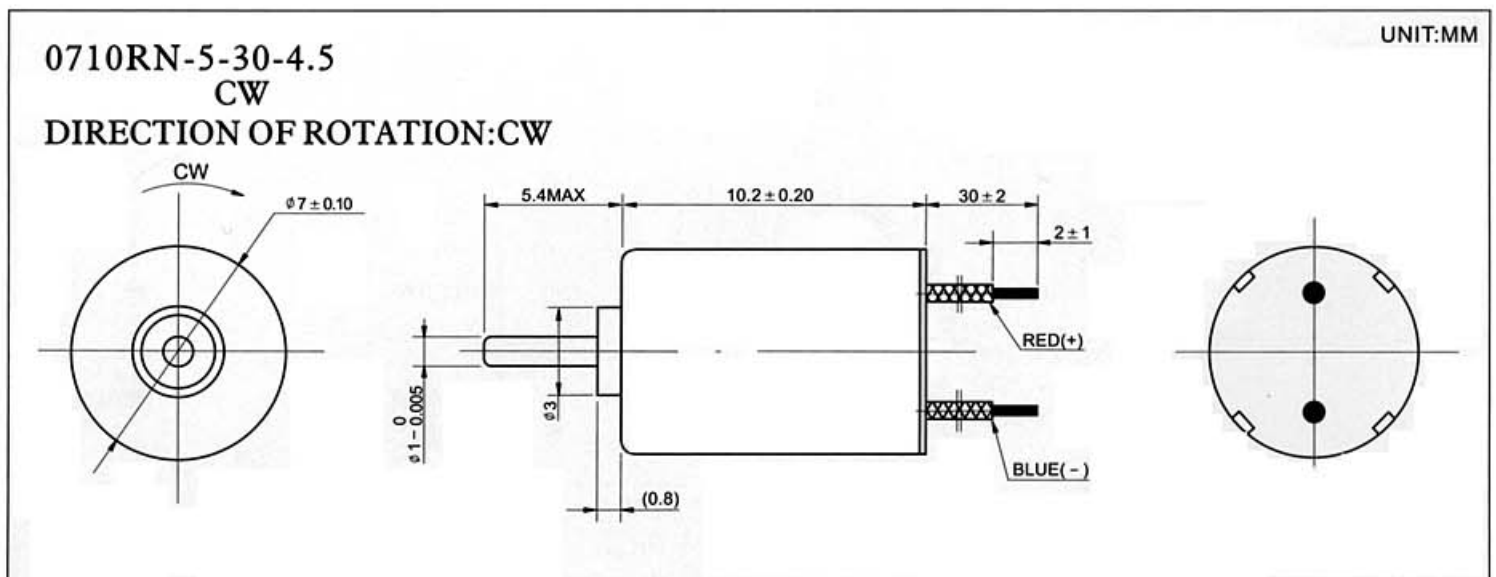 UNIT:MM
0710RN-5-30-4.5
CW
DIRECTION OF ROTATION:CW
CW
ø7±0.10
5.4MAX
10.2±0.20
30±2
2±1
RED(+)
ø1-0.005
0
ø3
BLUE(-)
(0.8)